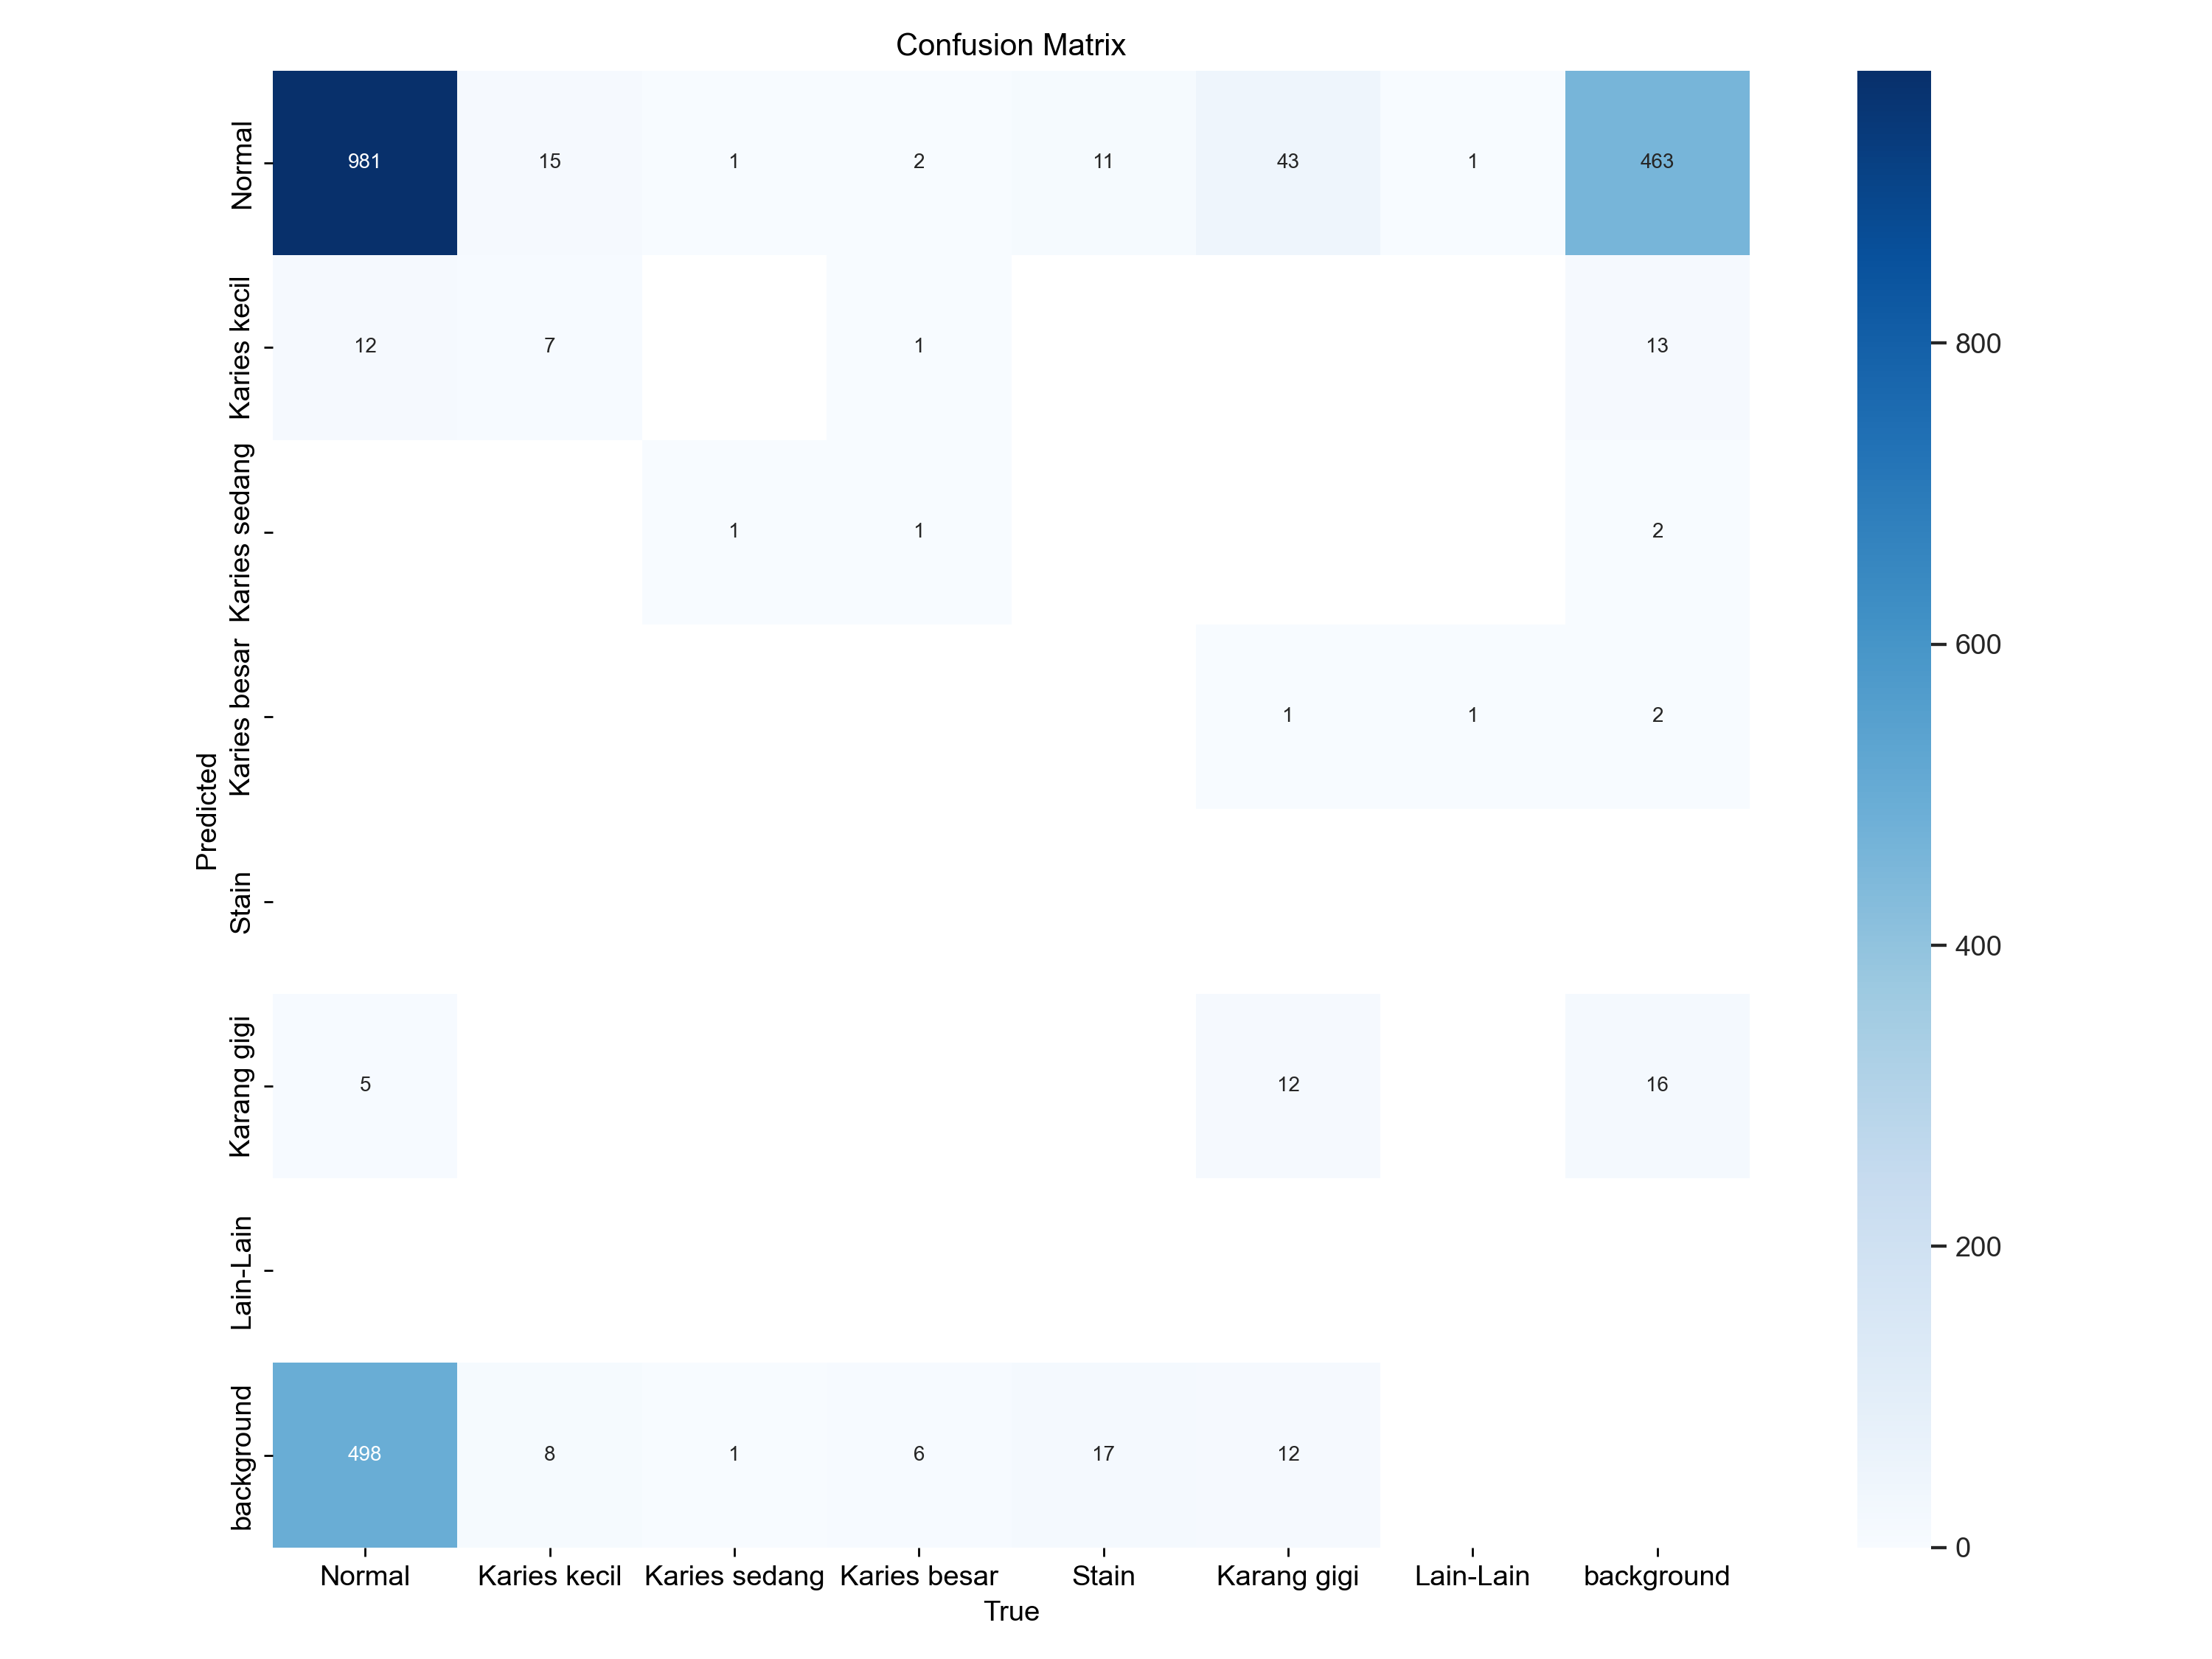 Confusion Matrix
Normal
981 15 1 2 11 43 1 463
Karies kecil
12 7 1 13
Karies sedang
1 1 2
Karies besar
1 1 2
Stain
Karang gigi
5 12 16
Lain-Lain
background
498 8 1 6 17 12
Predicted
Normal Karies kecil Karies sedang Karies besar Stain Karang gigi Lain-Lain background
True
800
600
400
200
0